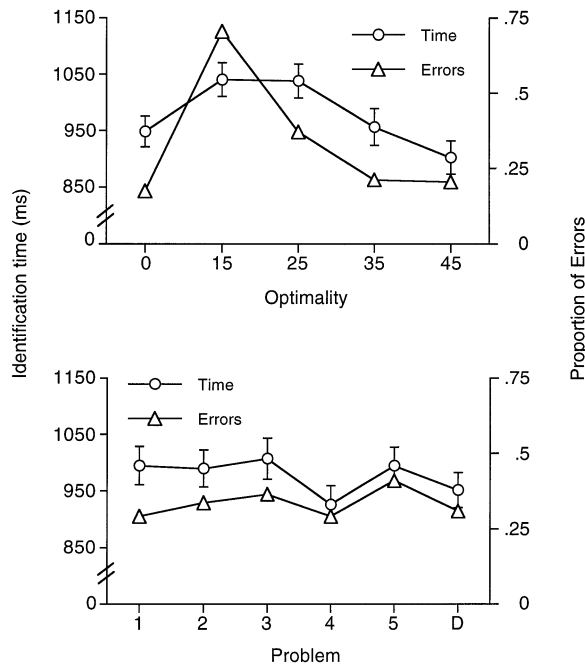 1150
1050
950
850
0
.75
.5
.25
0
Time
Errors
0 15 25 35 45
Optimality
Identification time (ms)
Proportion of Errors
1150
1050
950
850
0
.75
.5
.25
0
Time
Errors
1 2 3 4 5 D
Problem